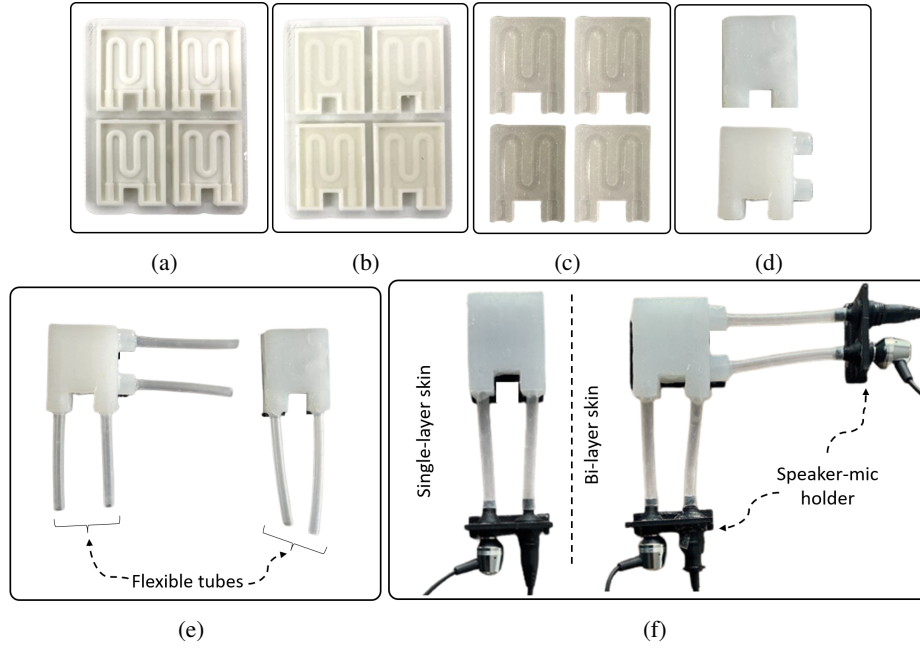 (a)
(b)
(c)
(d)
Flexible tubes
(e)
Single-layer skin
Bi-layer skin
Speaker-mic
holder
(f)